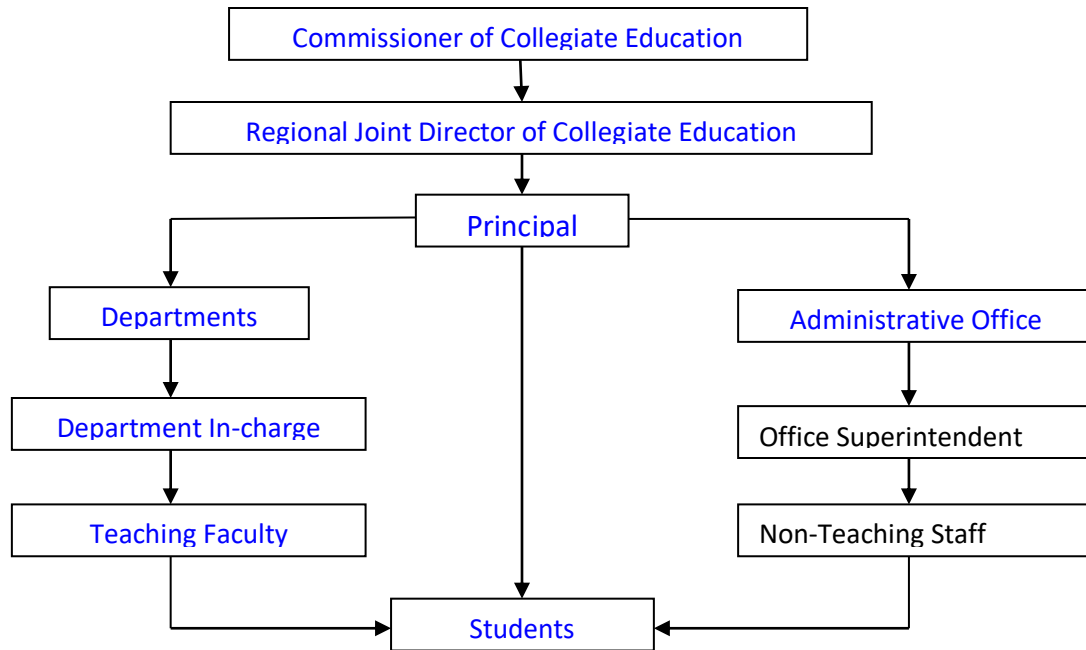 Commissioner of Collegiate Education
Regional Joint Director of Collegiate Education
Principal
Departments
Administrative Office
Department In-charge
Office Superintendent
Teaching Faculty
Non-Teaching Staff
Students